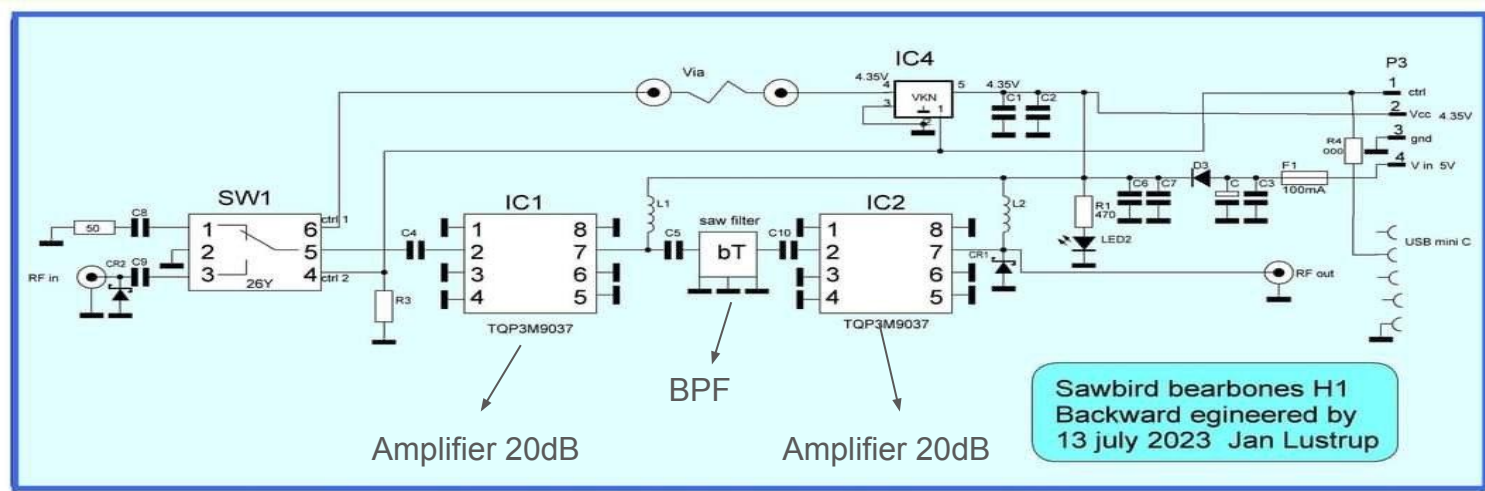 IC4
P3
Via
4.35V
4
VKN
5
4.35V
3
2
1
C1
C2
1
ctrl
2
Vcc 4.35V
3
gnd
R4
000
4
V in 5V
F1
100mA
D3
C
C3
C6
C7
SW1
ctrl 1
IC1
L1
IC2
L2
R1
470
LED2
USB mini C
50
C8
1
6
2
5
3
4
26Y
ctrl 2
C4
1
8
2
7
3
6
4
5
TQP3M9037
C5
saw filter
bT
C10
1
8
2
7
3
6
4
5
TQP3M9037
CR1
RF out
RF in
CR2
C9
R3
BPF
Amplifier 20dB
Amplifier 20dB
Sawbird bearbones H1
Backward egineered by
13 july 2023 Jan Lustrup